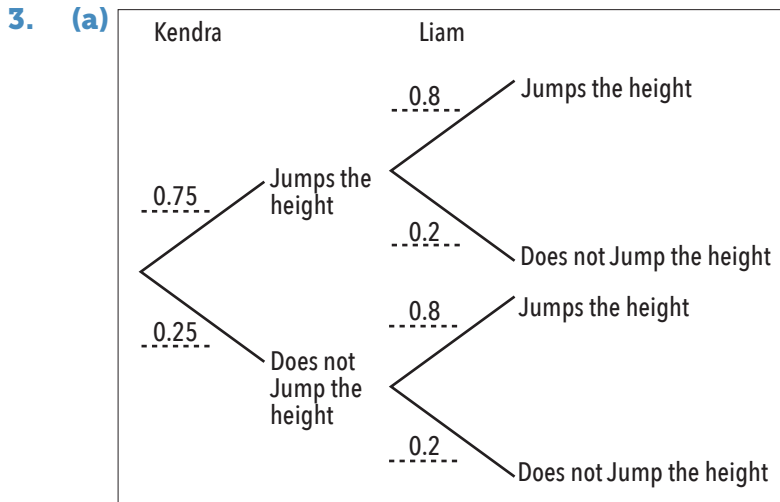 3. (a)
Kendra Liam
0.8
Jumps the height
0.75
Jumps the
height
0.2
Does not Jump the height
0.25
Does not
Jump the
height
0.8
Jumps the height
0.2
Does not Jump the height